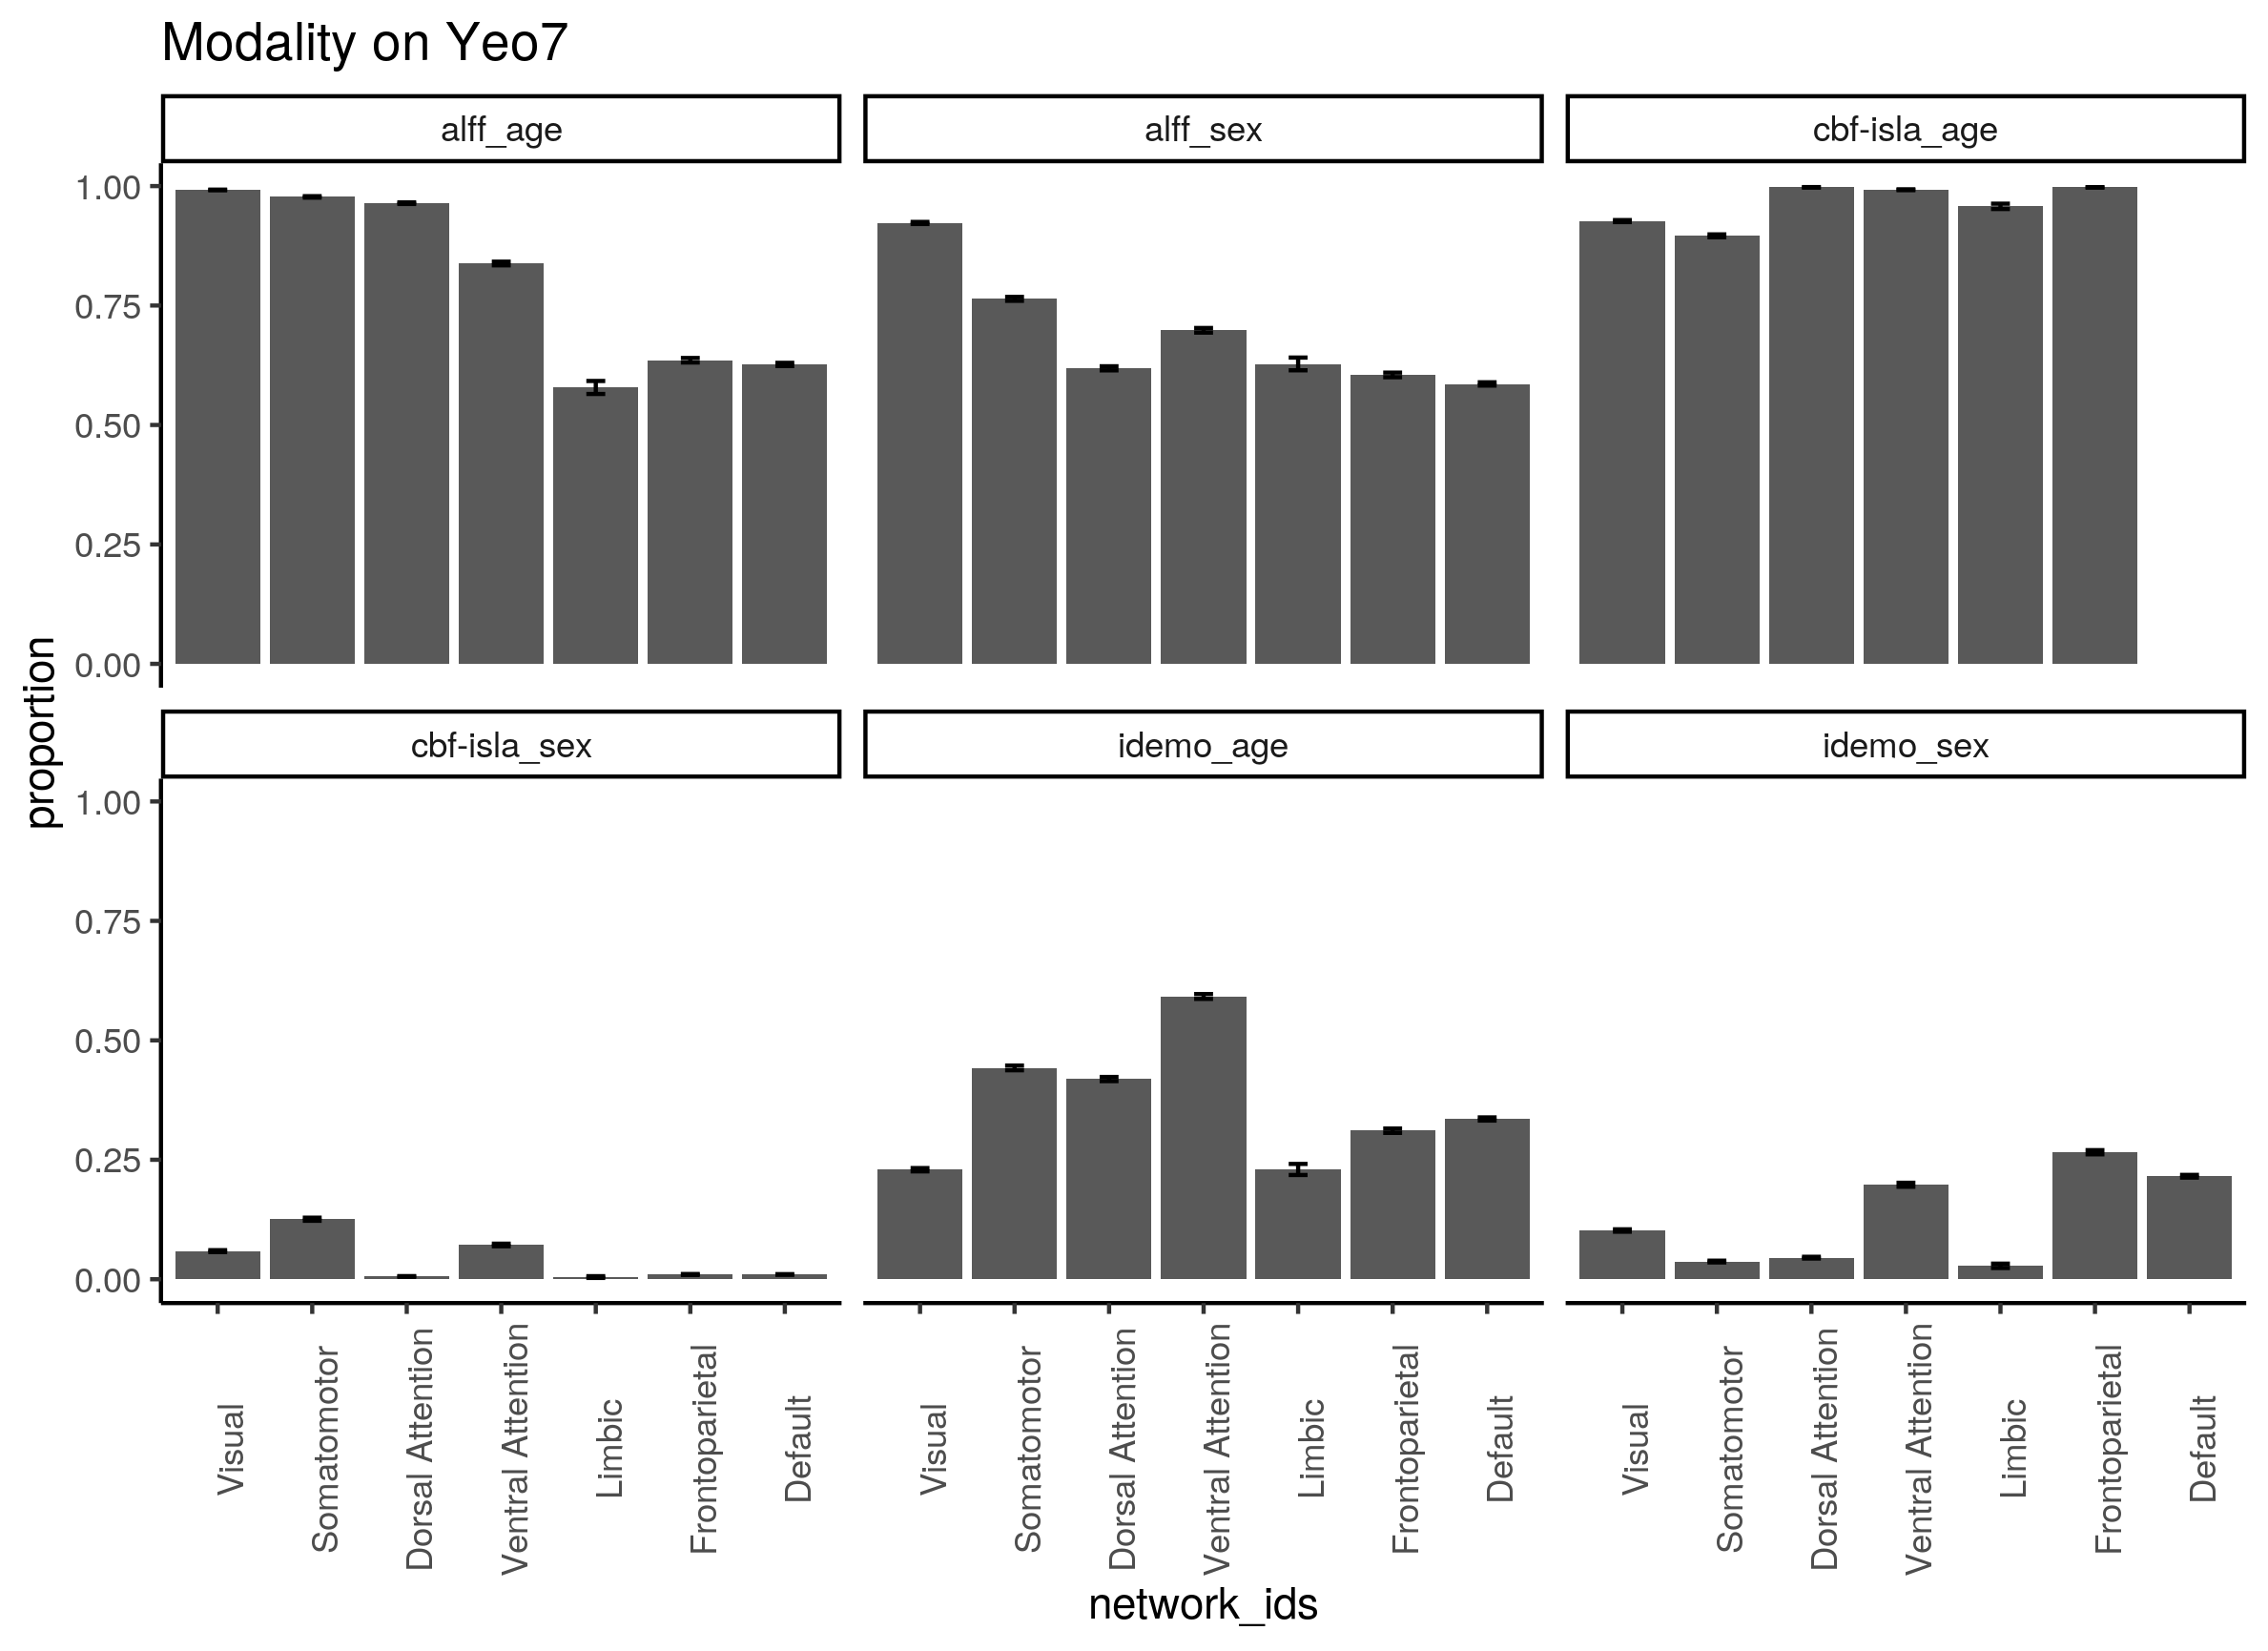 Modality on Yeo7
alff_age
alff_sex
cbf-isla_age
1.00
0.75
0.50
0.25
0.00
proportion
cbf-isla_sex
idemo_age
idemo_sex
1.00
0.75
0.50
0.25
0.00
Visual
Somatomotor
Dorsal Attention
Ventral Attention
Limbic
Frontoparietal
Default
Visual
Somatomotor
Dorsal Attention
Ventral Attention
Limbic
Frontoparietal
Default
Visual
Somatomotor
Dorsal Attention
Ventral Attention
Limbic
Frontoparietal
Default
network_ids